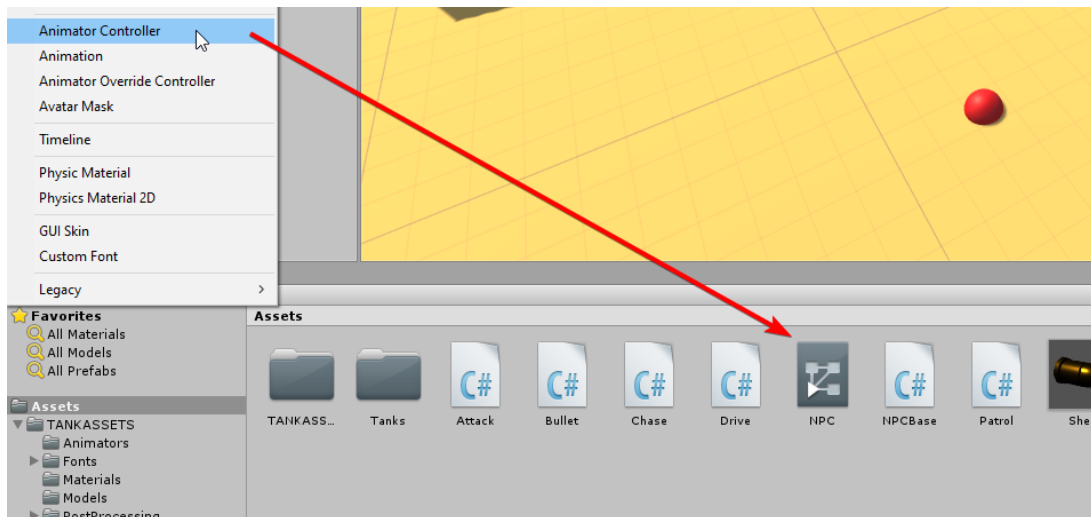 Animator Controller
Animation
Animator Override Controller
Avatar Mask
Timeline
Physic Material
Physics Material 2D
GUI Skin
Custom Font
Legacy
Favorites
All Materials
All Models
All Prefabs
Assets
TANKASSETS
Animators
Fonts
Materials
Models
PostProcessing
Assets
C# C# C# C# C# C#
TANKASS... Tanks Attack Bullet Chase Drive NPC NPCBase Patrol She